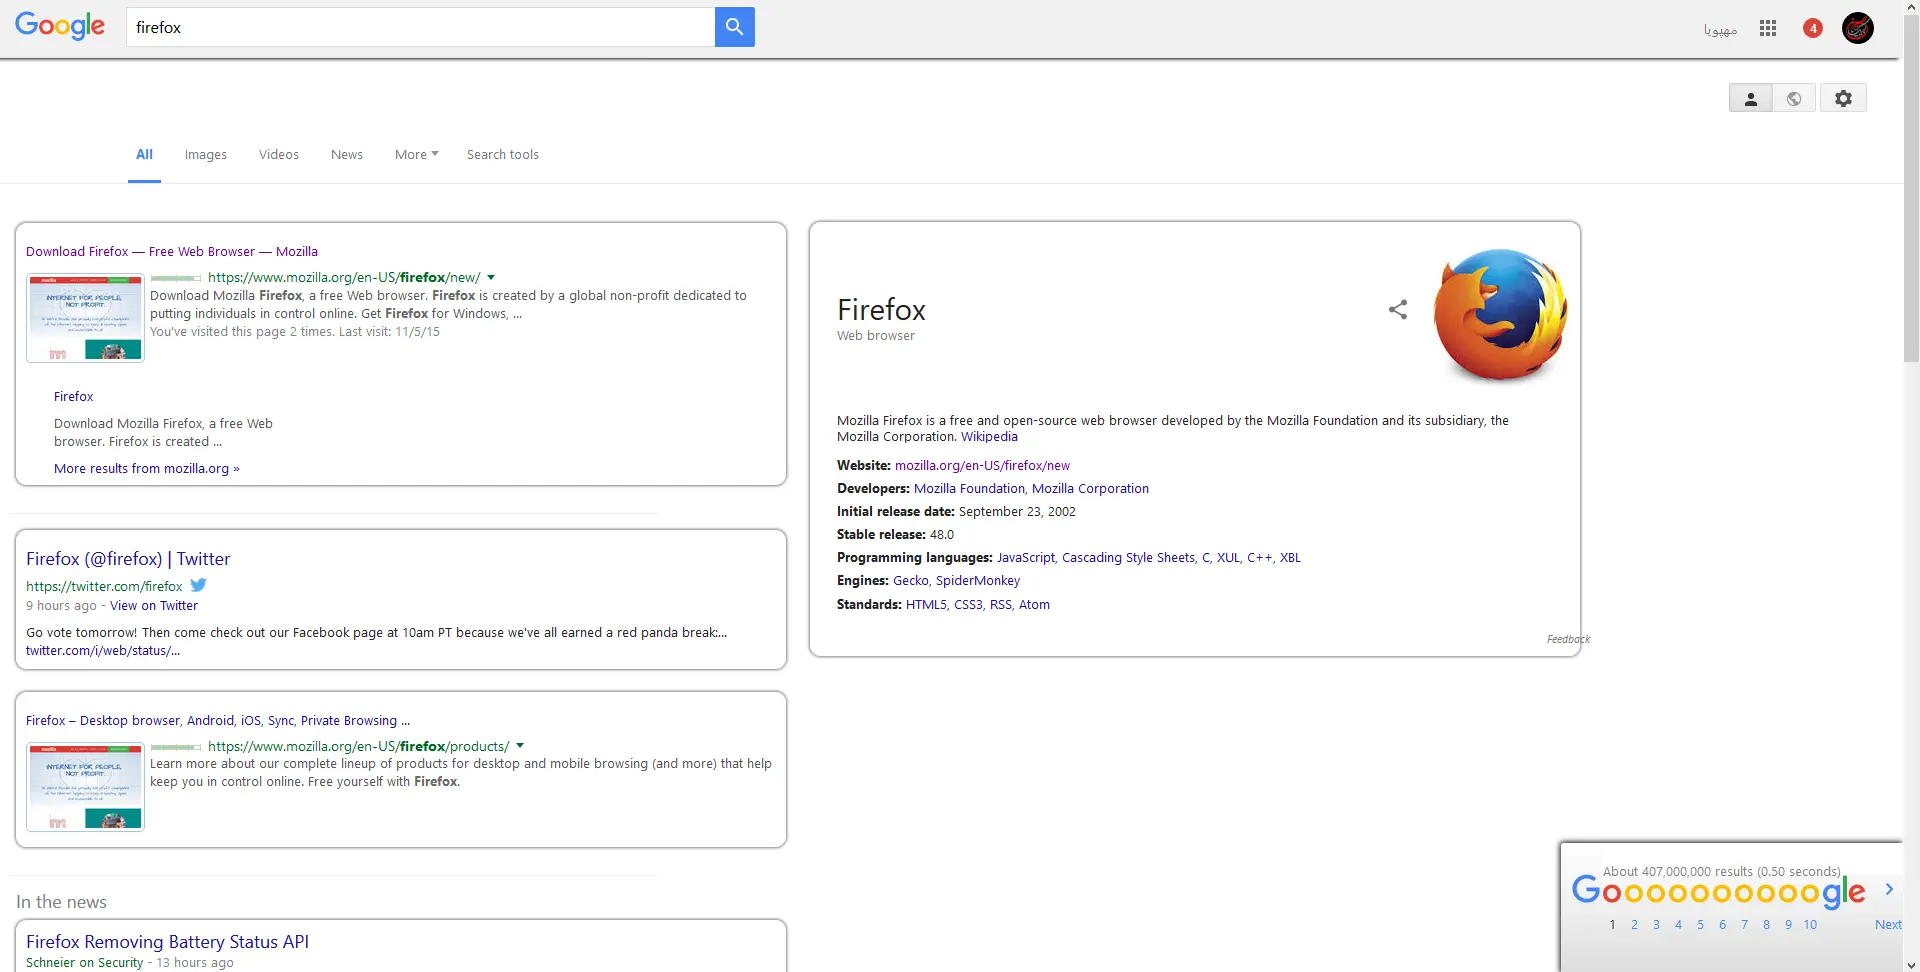 Google
firefox
مهپویا
4
All
Images
Videos
News
More
Search tools
Download Firefox — Free Web Browser — Mozilla
https://www.mozilla.org/en-US/firefox/new/
Download Mozilla Firefox, a free Web browser. Firefox is created by a global non-profit dedicated to
putting individuals in control online. Get Firefox for Windows, ...
You've visited this page 2 times. Last visit: 11/5/15
mozilla
INTERNET FOR PEOPLE,
NOT PROFIT.
Firefox
Download Mozilla Firefox, a free Web
browser. Firefox is created ...
More results from mozilla.org »
Firefox (@firefox) | Twitter
https://twitter.com/firefox
9 hours ago - View on Twitter
Go vote tomorrow! Then come check out our Facebook page at 10am PT because we've all earned a red panda break:...
twitter.com/i/web/status/...
Firefox – Desktop browser, Android, iOS, Sync, Private Browsing ...
https://www.mozilla.org/en-US/firefox/products/
Learn more about our complete lineup of products for desktop and mobile browsing (and more) that help
keep you in control online. Free yourself with Firefox.
mozilla
INTERNET FOR PEOPLE,
NOT PROFIT.
In the news
Firefox Removing Battery Status API
Schneier on Security - 13 hours ago
Firefox
Web browser
Mozilla Firefox is a free and open-source web browser developed by the Mozilla Foundation and its subsidiary, the
Mozilla Corporation. Wikipedia
Website: mozilla.org/en-US/firefox/new
Developers: Mozilla Foundation, Mozilla Corporation
Initial release date: September 23, 2002
Stable release: 48.0
Programming languages: JavaScript, Cascading Style Sheets, C, XUL, C++, XBL
Engines: Gecko, SpiderMonkey
Standards: HTML5, CSS3, RSS, Atom
Feedback
About 407,000,000 results (0.50 seconds)
Goooooooooogle
1 2 3 4 5 6 7 8 9 10 Next